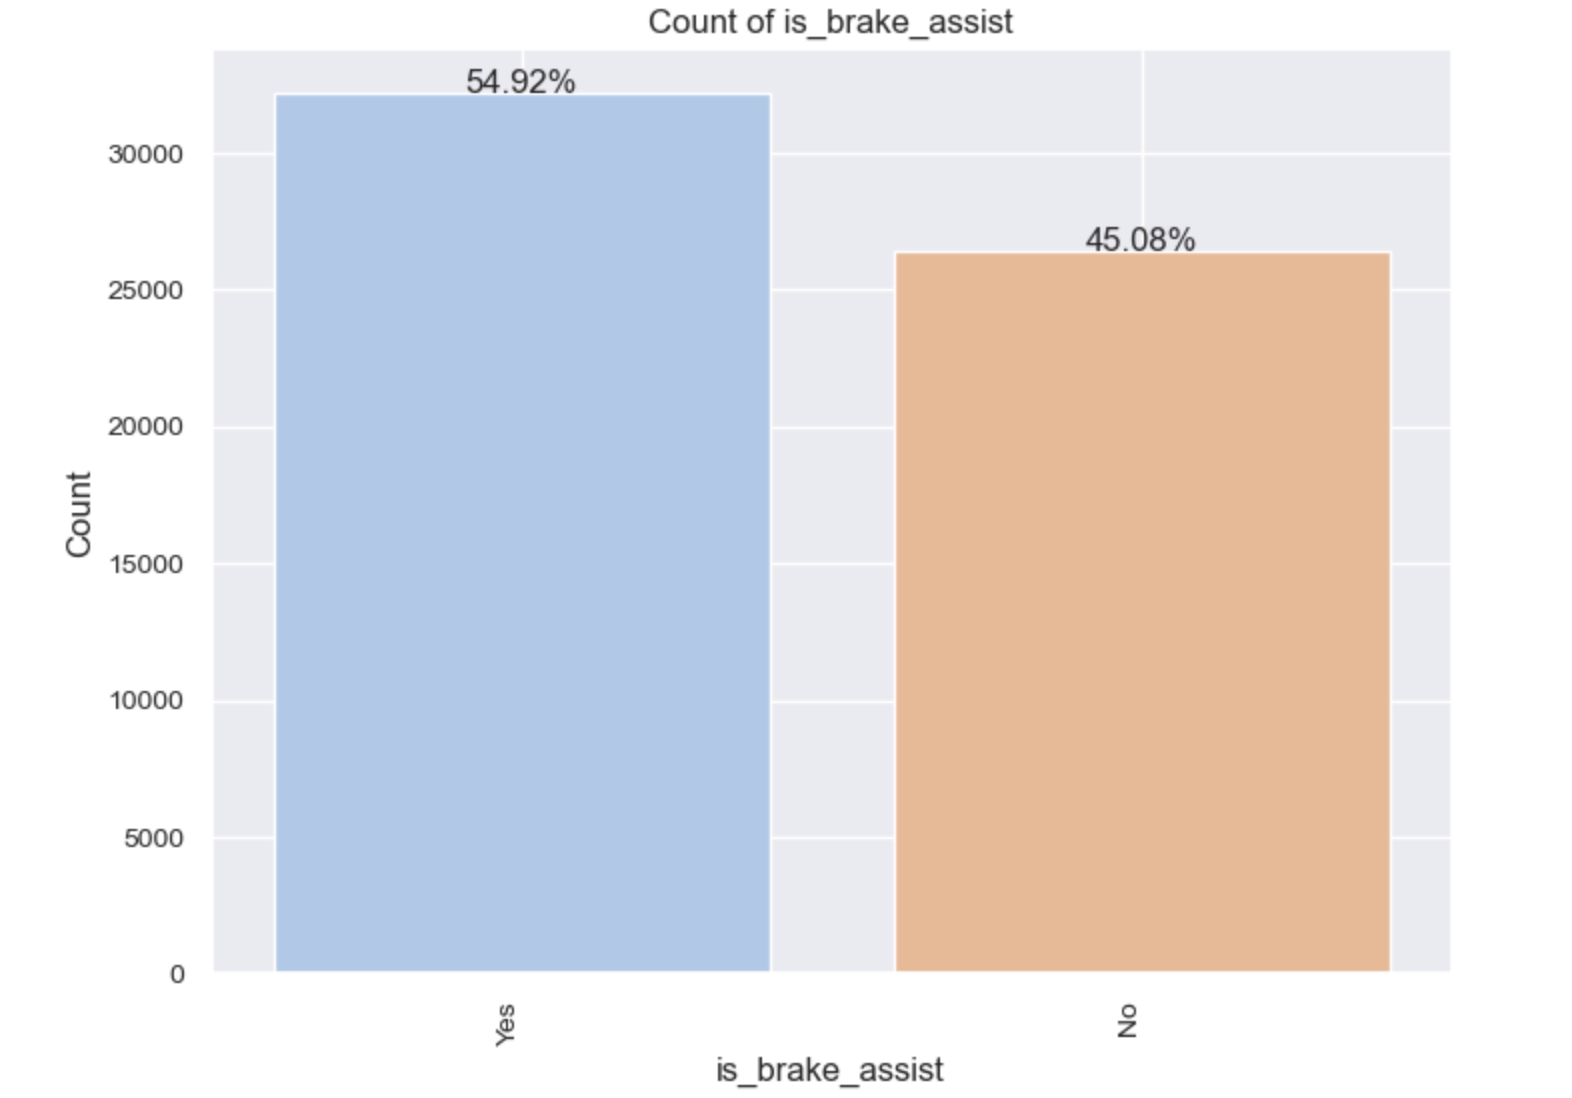 Count of is_brake_assist
54.92%
45.08%
30000
25000
20000
15000
10000
5000
0
Count
Yes
No
is_brake_assist